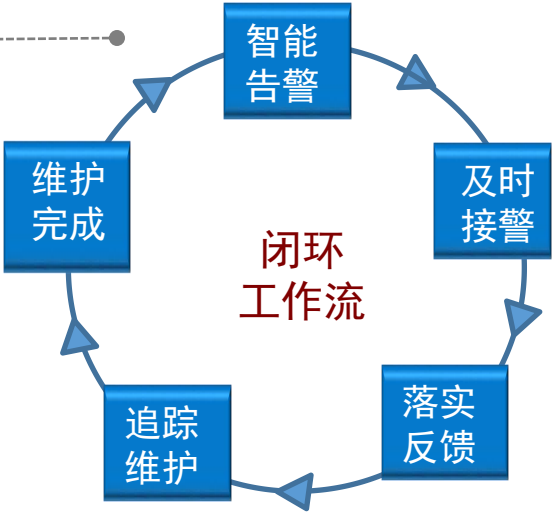 智能
告警
及时
接警
落实
反馈
追踪
维护
维护
完成
闭环
工作流